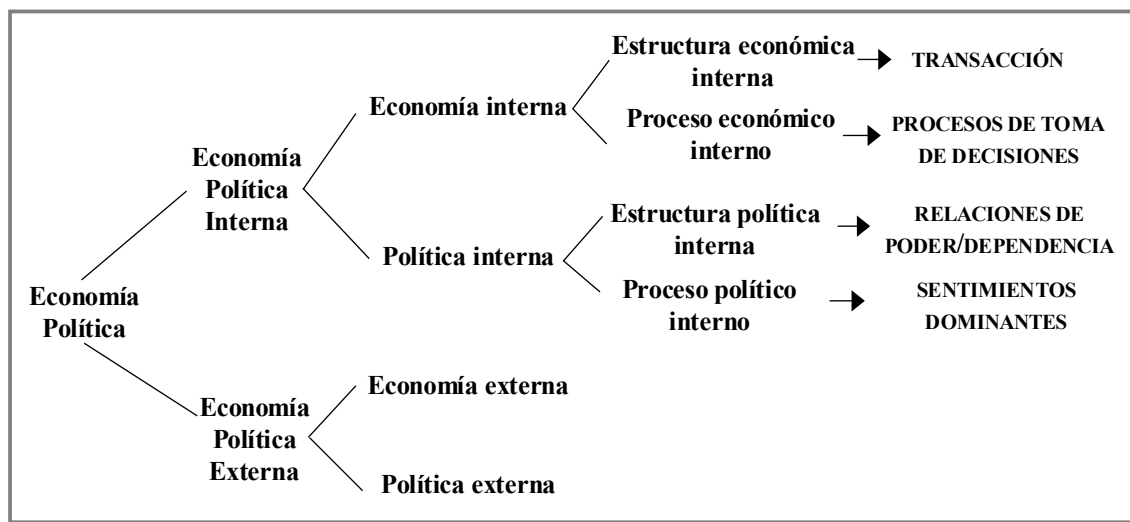 Economía
Política
Economía
Política
Interna
Economía interna
Estructura económica
interna
TRANSACCIÓN
Proceso económico
interno
PROCESOS DE TOMA
DE DECISIONES
Política interna
Estructura política
interna
RELACIONES DE
PODER/DEPENDENCIA
Proceso político
interno
SENTIMIENTOS
DOMINANTES
Economía
Política
Externa
Economía externa
Política externa